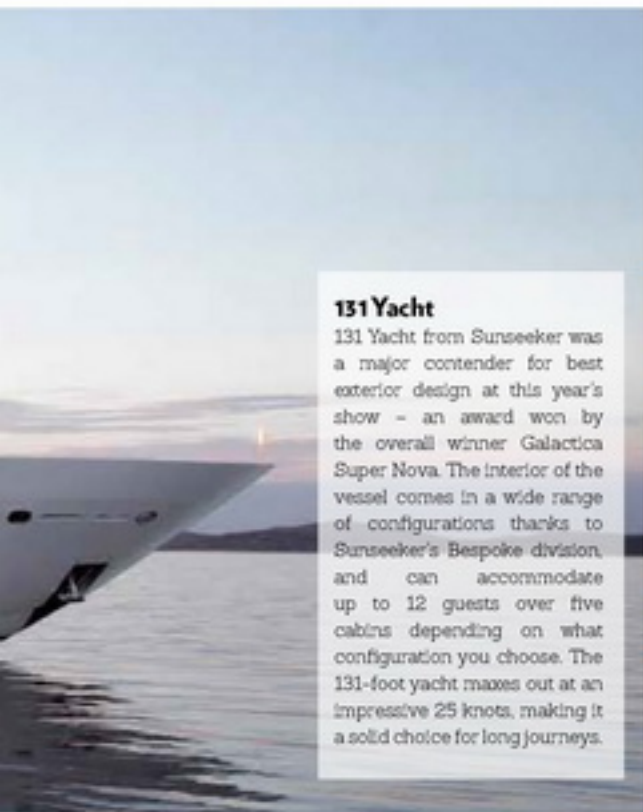 131 Yacht
131 Yacht from Sunseeker was
a major contender for best
exterior design at this year's
show – an award won by
the overall winner Galactica
Super Nova. The interior of the
vessel comes in a wide range
of configurations thanks to
Sunseeker's Bespoke division,
and can accommodate
up to 12 guests over five
cabins depending on what
configuration you choose. The
131-foot yacht maxes out at an
impressive 25 knots, making it
a solid choice for long journeys.